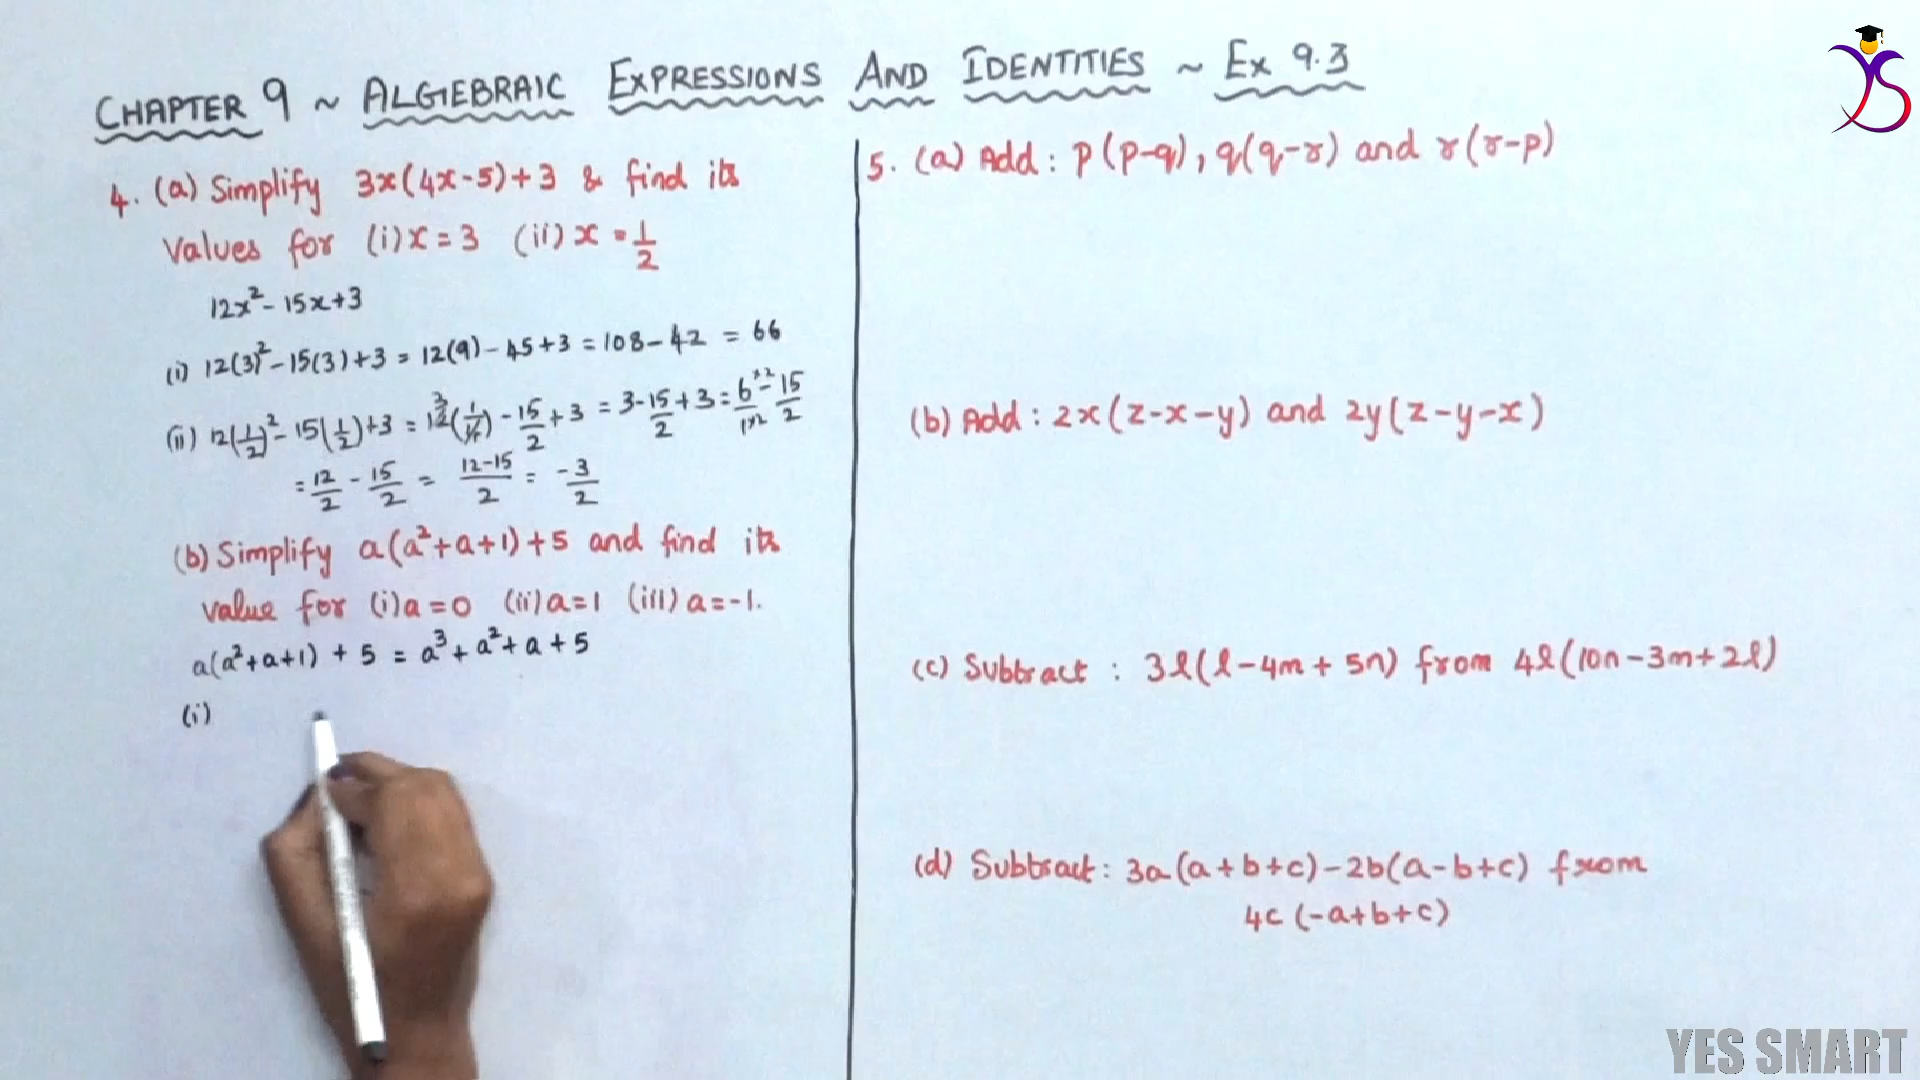 CHAPTER 9 ~ ALGEBRAIC EXPRESSIONS AND IDENTITIES ~ Ex 9.3
4. (a) Simplify 3x(4x-5)+3 & find its
Values for (i) x = 3 (ii) x = 1/2
12x² - 15x + 3
(i) 12(3)² - 15(3) + 3 = 12(9) - 45 + 3 = 108 - 42 = 66
(ii) 12(1/2)² - 15(1/2) + 3 = 12³(1/4) - 15/2 + 3 = 3 - 15/2 + 3 = 6×2/1×2 - 15/2
= 12/2 - 15/2 = 12-15/2 = -3/2
(b) Simplify a(a²+a+1)+5 and find its
value for (i) a = 0 (ii) a = 1 (iii) a = -1.
a(a²+a+1) + 5 = a³ + a² + a + 5
(i)
5. (a) Add : p(p-q), q(q-r) and r(r-p)
(b) Add : 2x(z-x-y) and 2y(z-y-x)
(c) Subtract : 3l(l-4m+5n) from 4l(10n-3m+2l)
(d) Subtract : 3a(a+b+c)-2b(a-b+c) from
4c(-a+b+c)
YS
YES SMART